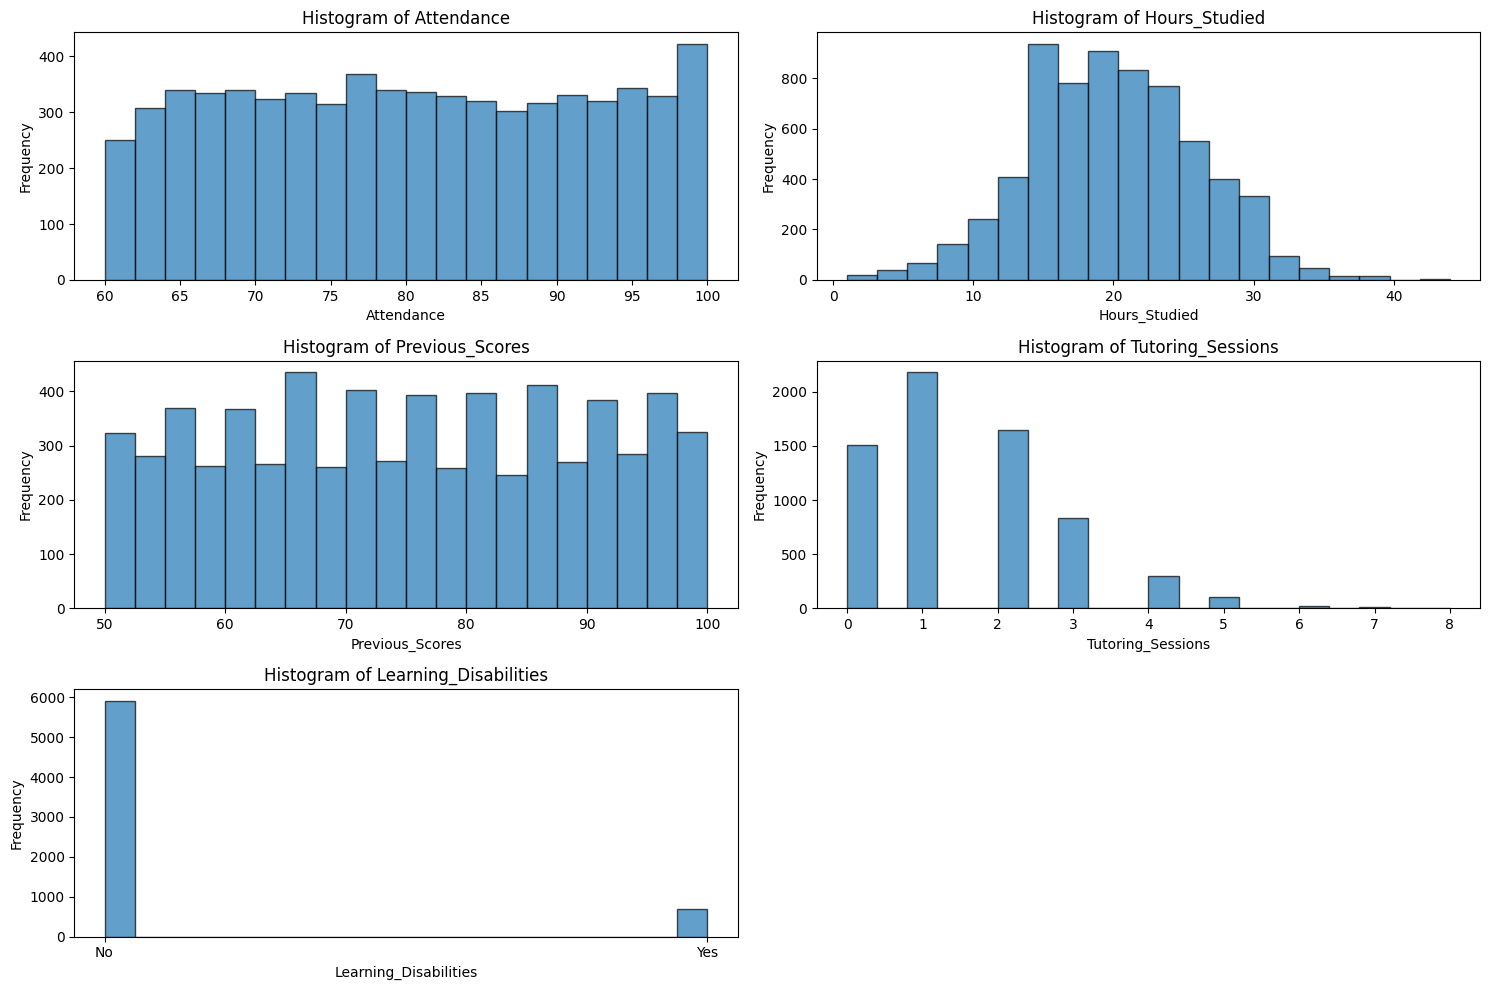 Histogram of Attendance
400
300
200
100
0
Frequency
60 65 70 75 80 85 90 95 100
Attendance
Histogram of Hours_Studied
800
600
400
200
0
Frequency
0 10 20 30 40
Hours_Studied
Histogram of Previous_Scores
400
300
200
100
0
Frequency
50 60 70 80 90 100
Previous_Scores
Histogram of Tutoring_Sessions
2000
1500
1000
500
0
Frequency
0 1 2 3 4 5 6 7 8
Tutoring_Sessions
Histogram of Learning_Disabilities
6000
5000
4000
3000
2000
1000
0
Frequency
No Yes
Learning_Disabilities